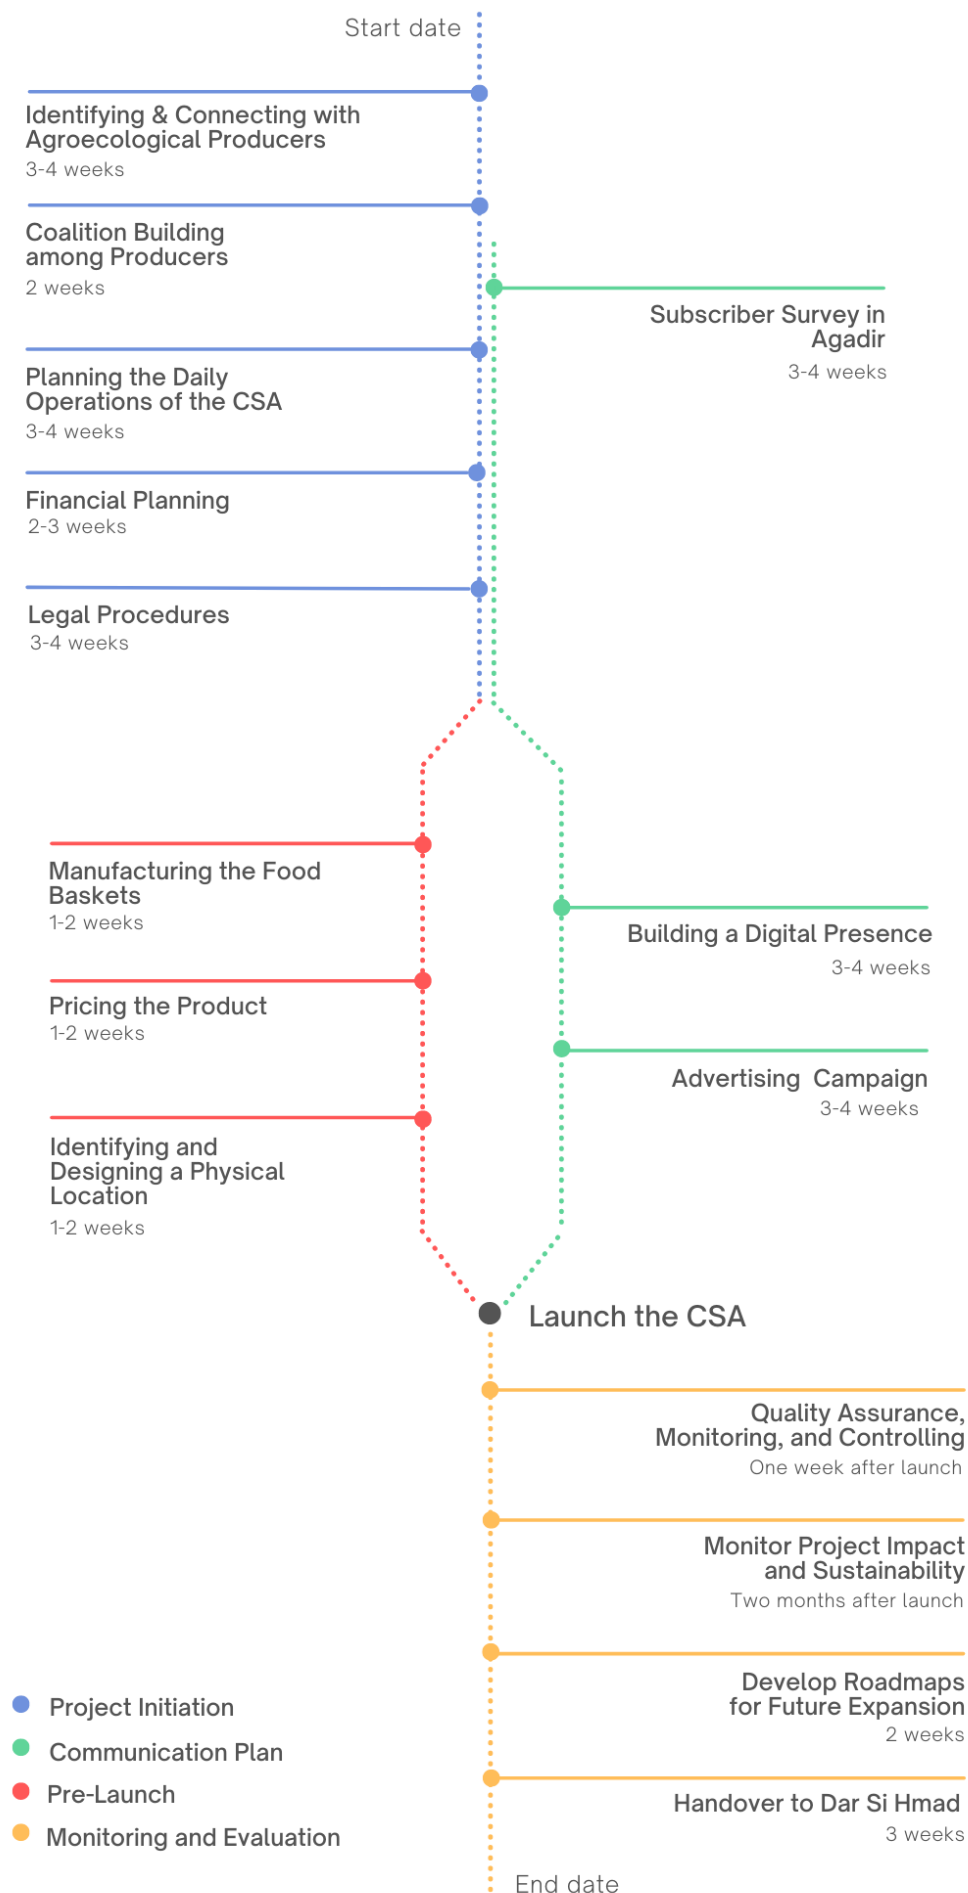 Start date
Identifying & Connecting with
Agroecological Producers
3-4 weeks
Coalition Building
among Producers
2 weeks
Subscriber Survey in
Agadir
3-4 weeks
Planning the Daily
Operations of the CSA
3-4 weeks
Financial Planning
2-3 weeks
Legal Procedures
3-4 weeks
Manufacturing the Food
Baskets
1-2 weeks
Building a Digital Presence
3-4 weeks
Pricing the Product
1-2 weeks
Advertising Campaign
3-4 weeks
Identifying and
Designing a Physical
Location
1-2 weeks
Launch the CSA
Quality Assurance,
Monitoring, and Controlling
One week after launch
Monitor Project Impact
and Sustainability
Two months after launch
Develop Roadmaps
for Future Expansion
2 weeks
Handover to Dar Si Hmad
3 weeks
End date
Project Initiation
Communication Plan
Pre-Launch
Monitoring and Evaluation